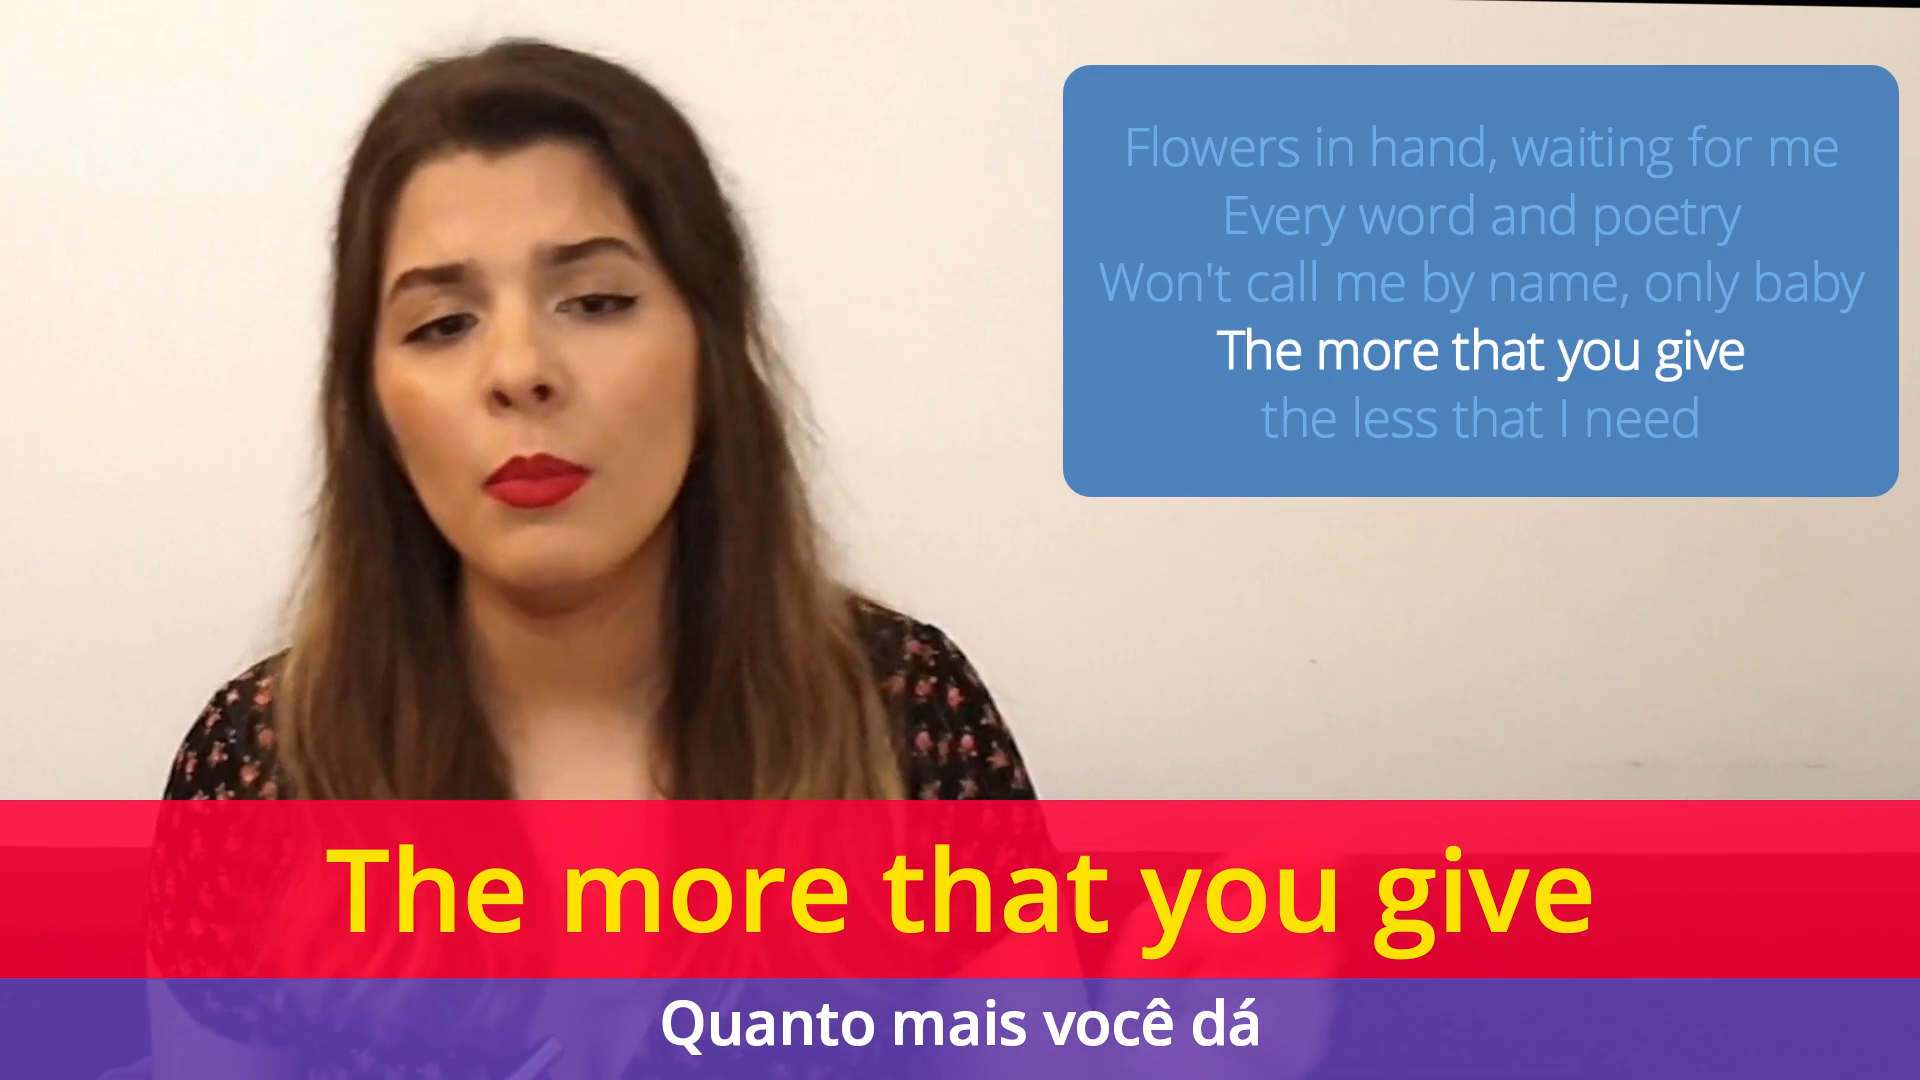 Flowers in hand, waiting for me
Every word and poetry
Won't call me by name, only baby
The more that you give
the less that I need
The more that you give
Quanto mais você dá